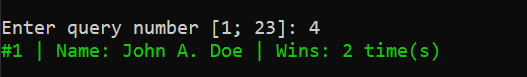 Enter query number [1; 23]: 4
#1 | Name: John A. Doe | Wins: 2 time(s)